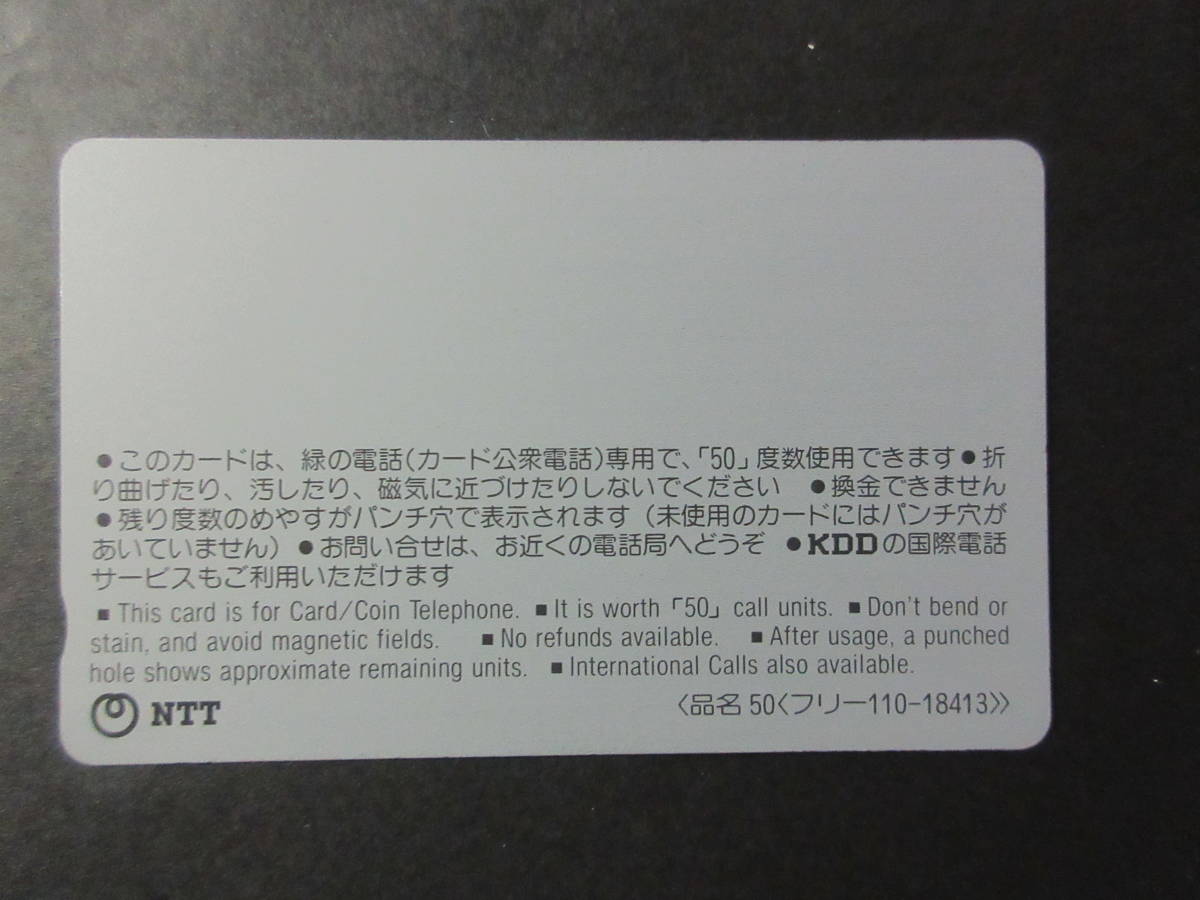 ●このカードは、緑の電話(カード公衆電話)専用で、「50」度数使用できます●折
り曲げたり、汚したり、磁気に近づけたりしないでください ●換金できません
●残り度数のめやすがパンチ穴で表示されます(未使用のカードにはパンチ穴が
あいていません)●お問い合せは、お近くの電話局へどうぞ ●KDDの国際電話
サービスもご利用いただけます
■ This card is for Card/Coin Telephone. ■ It is worth「50」call units. ■ Don't bend or
stain, and avoid magnetic fields. ■ No refunds available. ■ After usage, a punched
hole shows approximate remaining units. ■ International Calls also available.
NTT 〈品名 50〈フリー110-18413〉〉